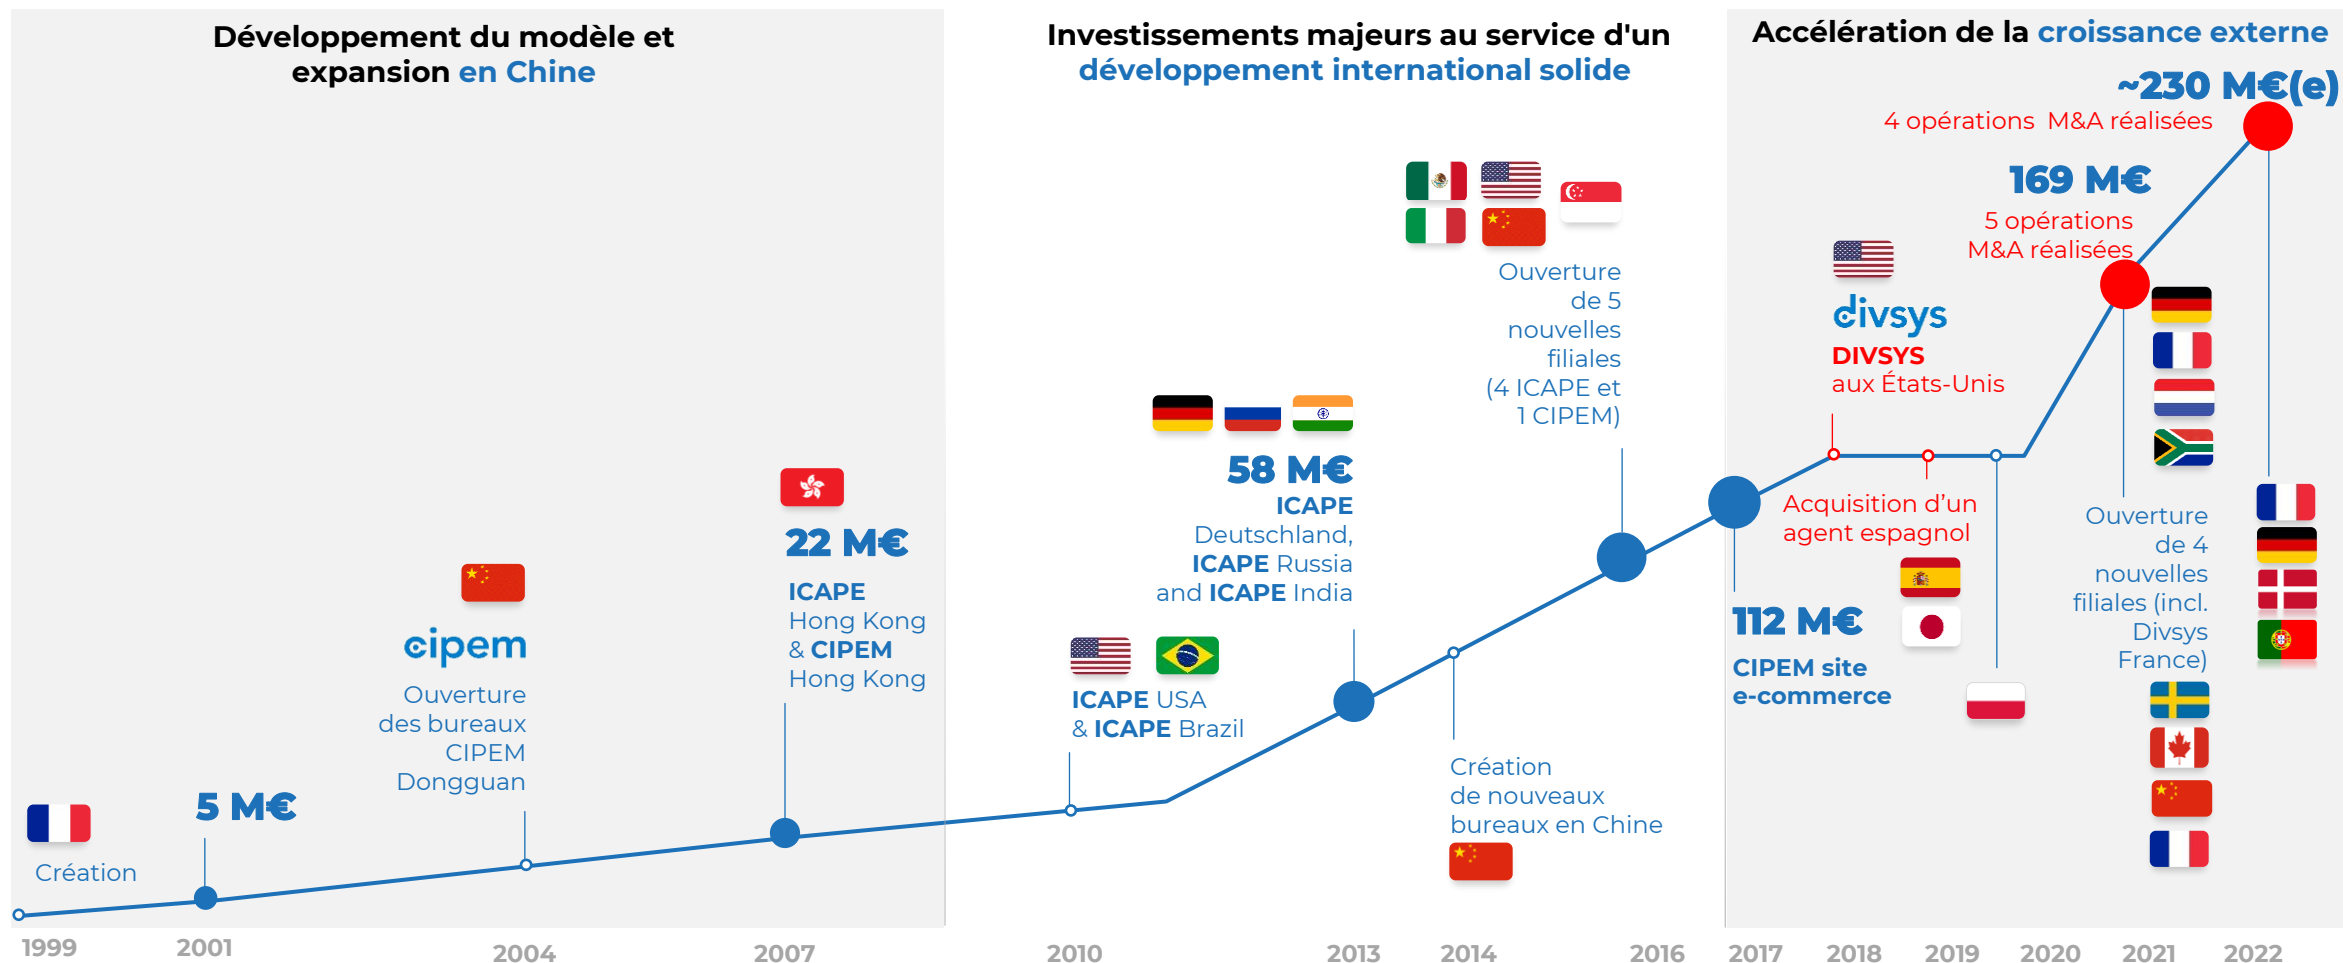 Développement du modèle et
expansion en Chine
Investissements majeurs au service d'un
développement international solide
Accélération de la croissance externe
~230 M€(e)
4 opérations M&A réalisées
169 M€
5 opérations
M&A réalisées
Ouverture
de 5
nouvelles
filiales
(4 ICAPE et
1 CIPEM)
divsys
DIVSYS
aux États-Unis
58 M€
ICAPE
Deutschland,
ICAPE Russia
and ICAPE India
Acquisition d’un
agent espagnol
Ouverture
de 4
nouvelles
filiales (incl.
Divsys
France)
22 M€
ICAPE
Hong Kong
& CIPEM
Hong Kong
cipem
Ouverture
des bureaux
CIPEM
Dongguan
112 M€
CIPEM site
e-commerce
ICAPE USA
& ICAPE Brazil
Création
de nouveaux
bureaux en Chine
5 M€
Création
1999
2001
2004
2007
2010
2013
2014
2016
2017
2018
2019
2020
2021
2022